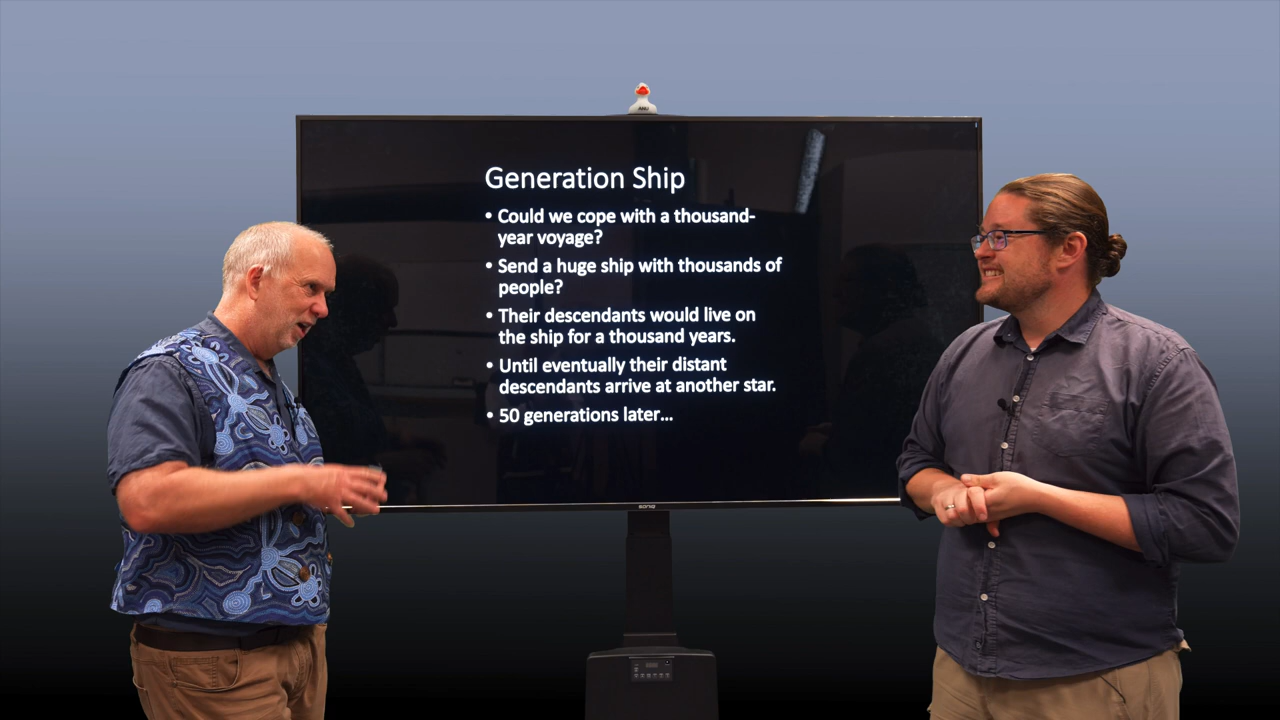 Generation Ship
• Could we cope with a thousand-
year voyage?
• Send a huge ship with thousands of
people?
• Their descendants would live on
the ship for a thousand years.
• Until eventually their distant
descendants arrive at another star.
• 50 generations later...
soniq